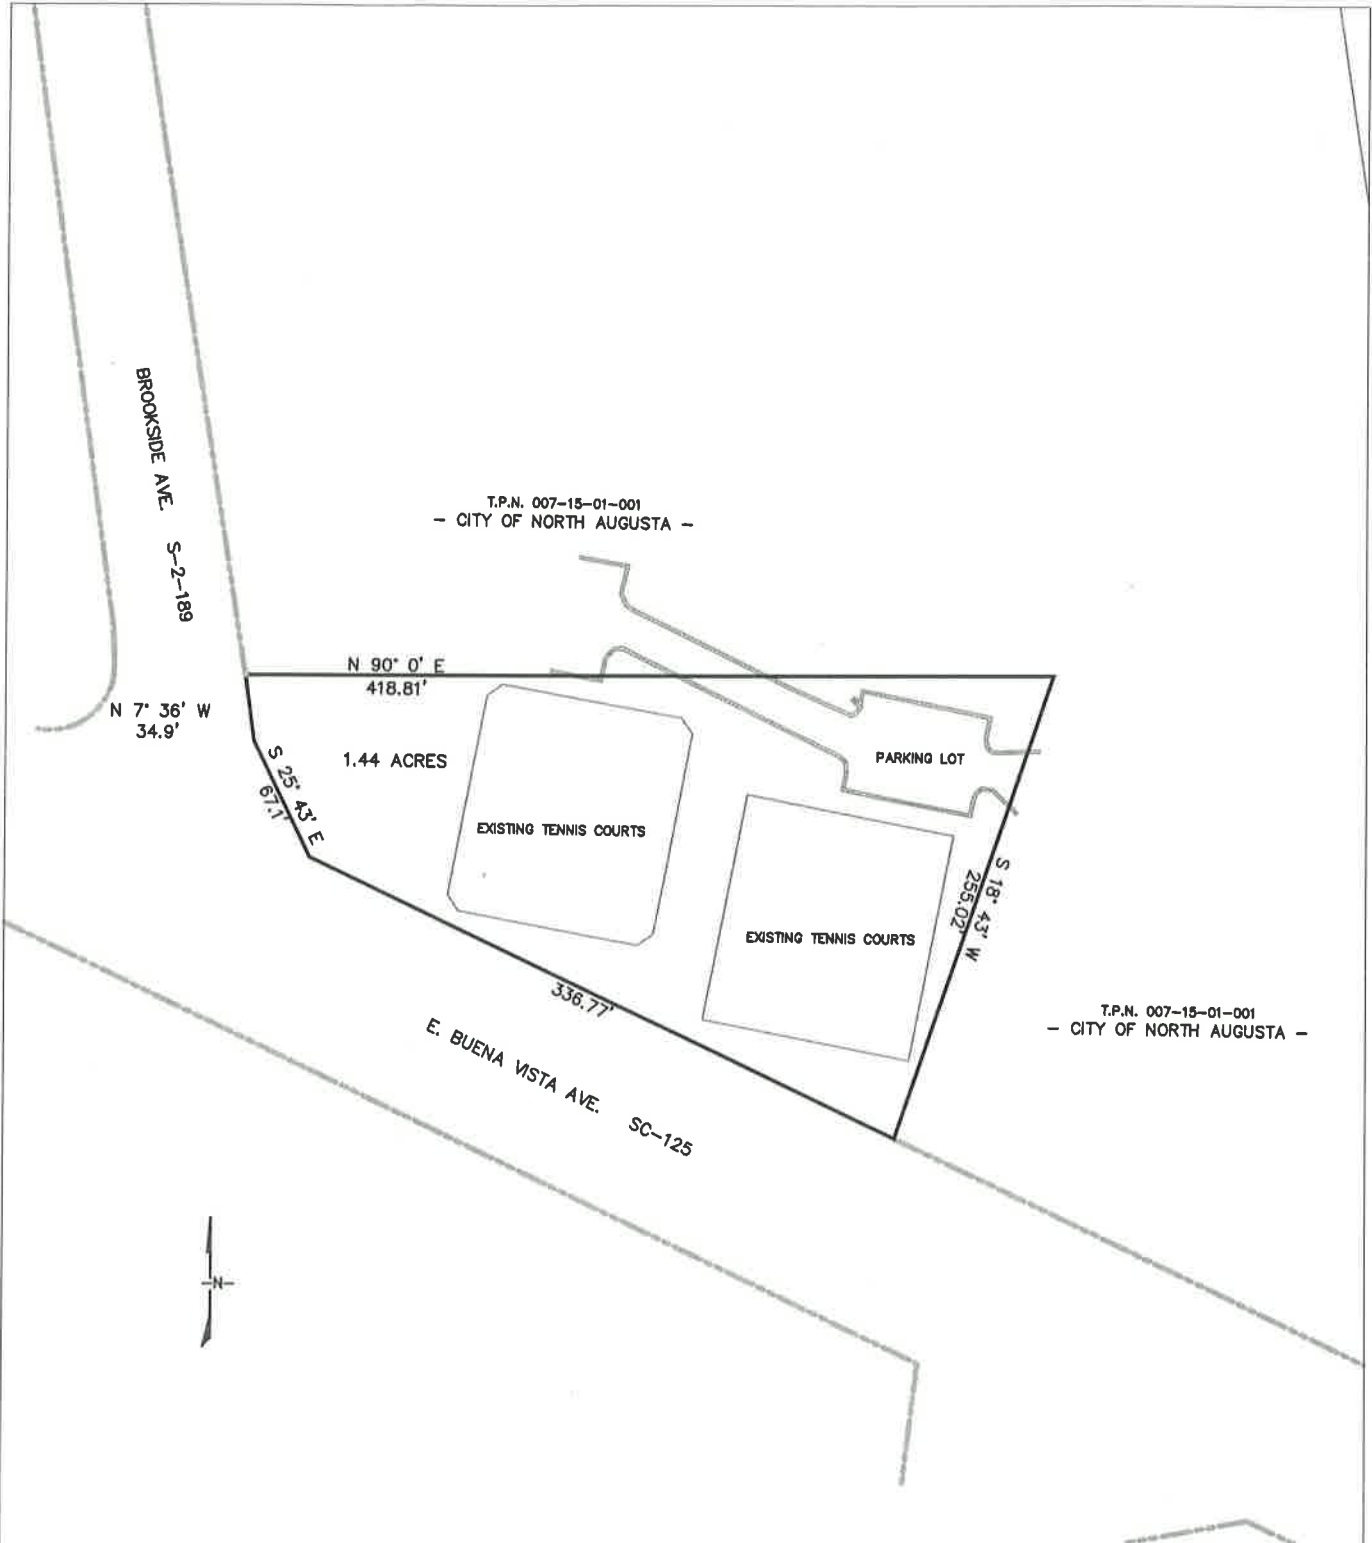 BROOKSIDE AVE. S-2-189
T.P.N. 007-15-01-001
- CITY OF NORTH AUGUSTA -
N 90° 0' E
418.81'
N 7° 36' W
34.9'
S 25° 43' E
67.1'
1.44 ACRES
PARKING LOT
EXISTING TENNIS COURTS
EXISTING TENNIS COURTS
S 18° 43' W
255.02'
336.77'
T.P.N. 007-15-01-001
- CITY OF NORTH AUGUSTA -
E. BUENA VISTA AVE. SC-125
-N-